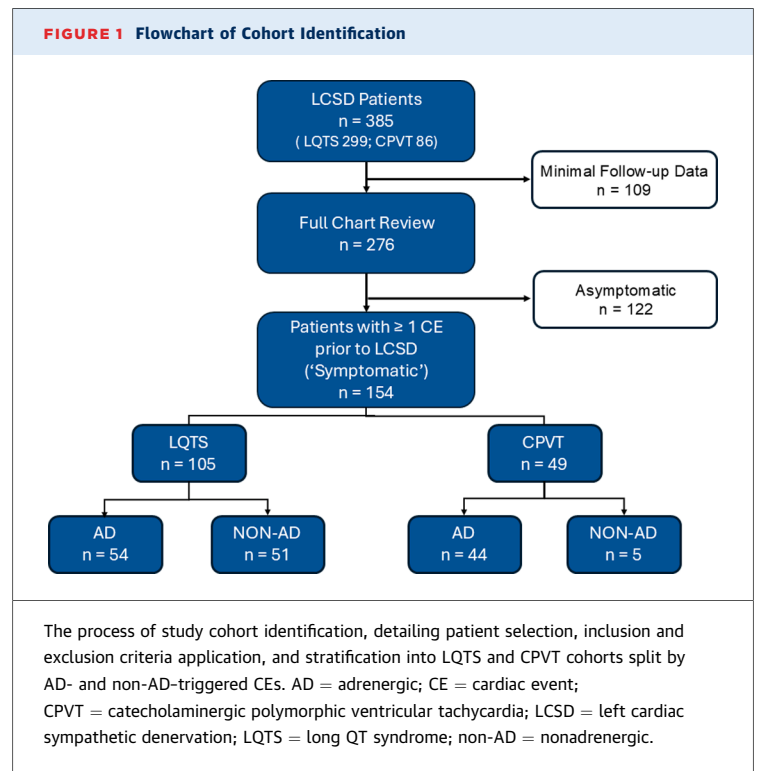 FIGURE 1 Flowchart of Cohort Identification
LCSD Patients
n = 385
( LQTS 299; CPVT 86)
Minimal Follow-up Data
n = 109
Full Chart Review
n = 276
Asymptomatic
n = 122
Patients with ≥ 1 CE
prior to LCSD
(‘Symptomatic’)
n = 154
LQTS
n = 105
CPVT
n = 49
AD
n = 54
NON-AD
n = 51
AD
n = 44
NON-AD
n = 5
The process of study cohort identification, detailing patient selection, inclusion and
exclusion criteria application, and stratification into LQTS and CPVT cohorts split by
AD- and non-AD-triggered CEs. AD = adrenergic; CE = cardiac event;
CPVT = catecholaminergic polymorphic ventricular tachycardia; LCSD = left cardiac
sympathetic denervation; LQTS = long QT syndrome; non-AD = nonadrenergic.